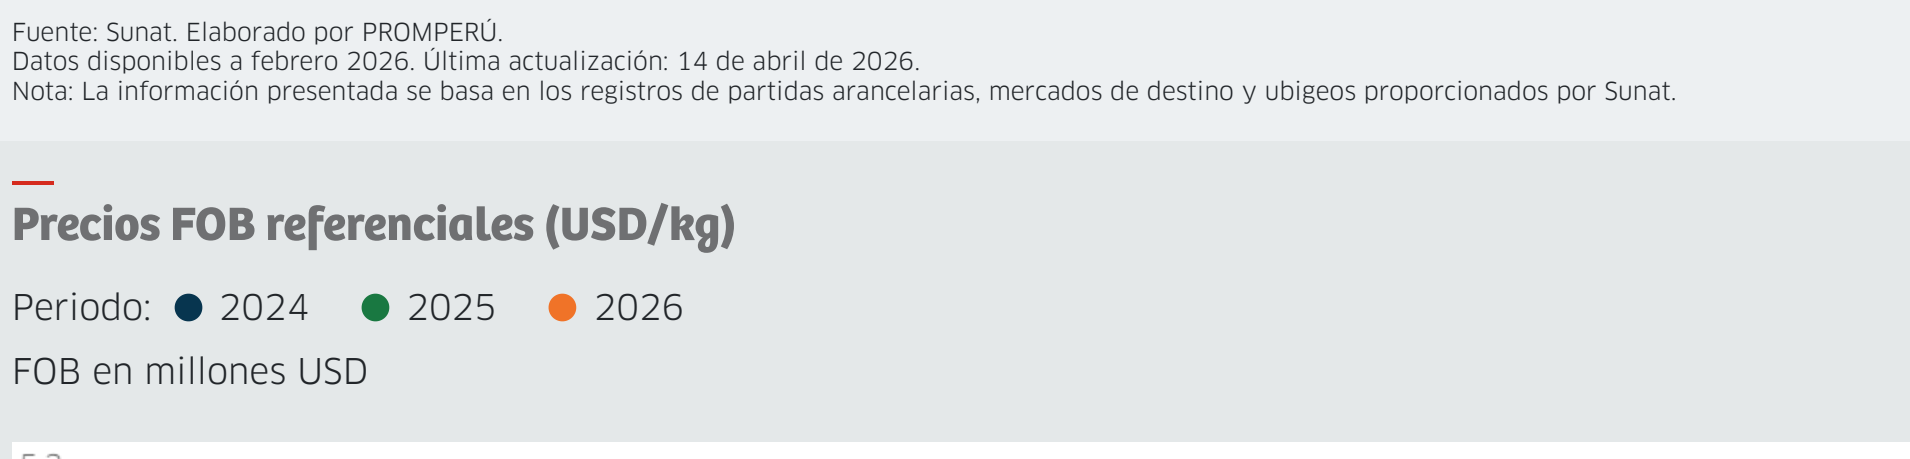 Fuente: Sunat. Elaborado por PROMPERÚ.
Datos disponibles a febrero 2026. Última actualización: 14 de abril de 2026.
Nota: La información presentada se basa en los registros de partidas arancelarias, mercados de destino y ubigeos proporcionados por Sunat.
Precios FOB referenciales (USD/kg)
Periodo: 2024 2025 2026
FOB en millones USD